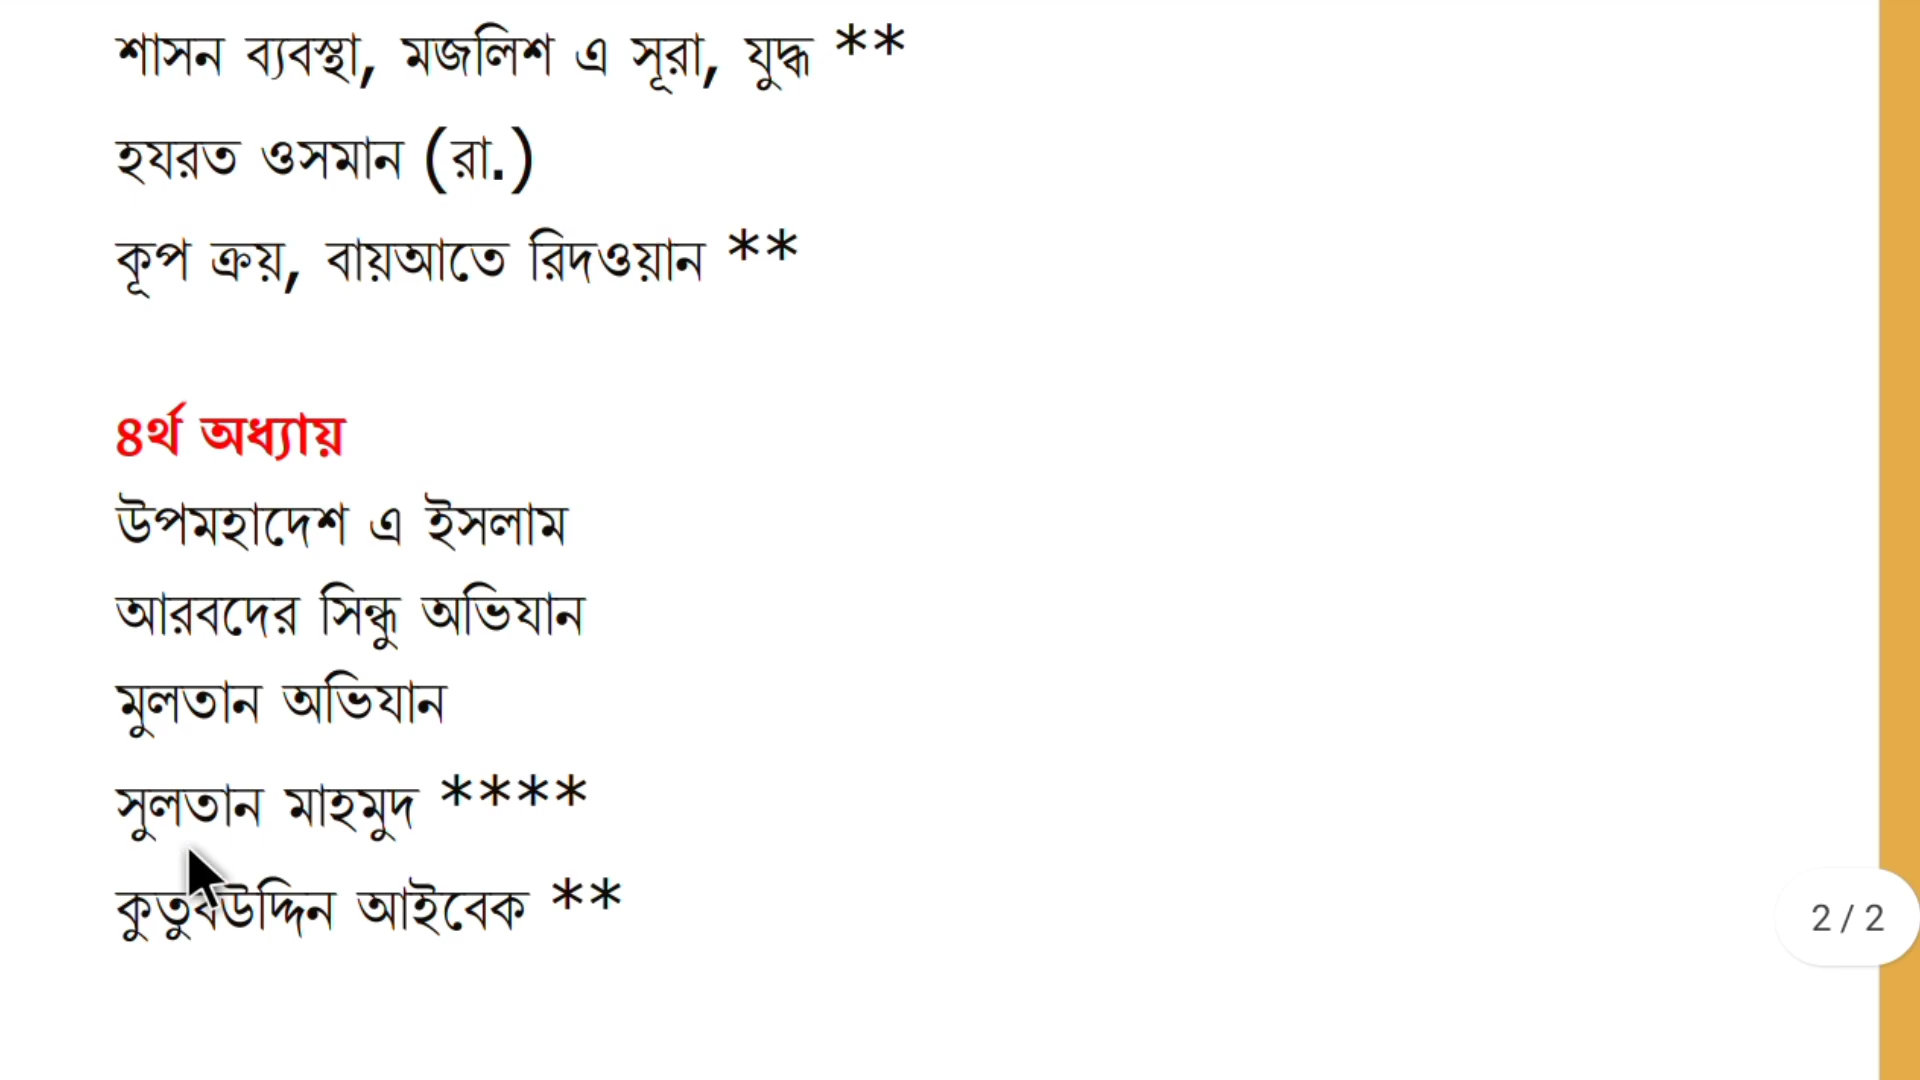 শাসন ব্যবস্থা, মজলিশ এ সূরা, যুদ্ধ **
হযরত ওসমান (রা.)
কূপ ক্রয়, বায়আতে রিদওয়ান **
৪র্থ অধ্যায়
উপমহাদেশ এ ইসলাম
আরবদের সিন্ধু অভিযান
মুলতান অভিযান
সুলতান মাহমুদ ****
কুতুবউদ্দিন আইবেক **
2 / 2